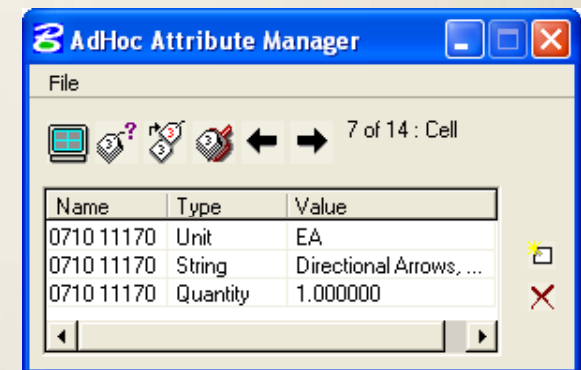 AdHoc Attribute Manager
File
7 of 14 : Cell
Name Type Value
0710 11170 Unit EA
0710 11170 String Directional Arrows, ...
0710 11170 Quantity 1.000000